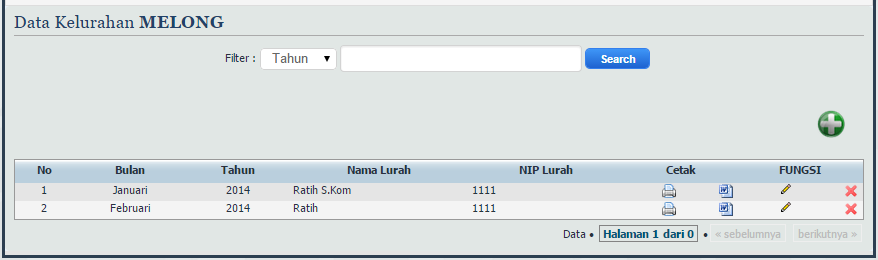 Data Kelurahan MELONG
Filter : Tahun Search
No Bulan Tahun Nama Lurah NIP Lurah Cetak FUNGSI
1 Januari 2014 Ratih S.Kom 1111
2 Februari 2014 Ratih 1111
Data • Halaman 1 dari 0 • « sebelumnya berikutnya »